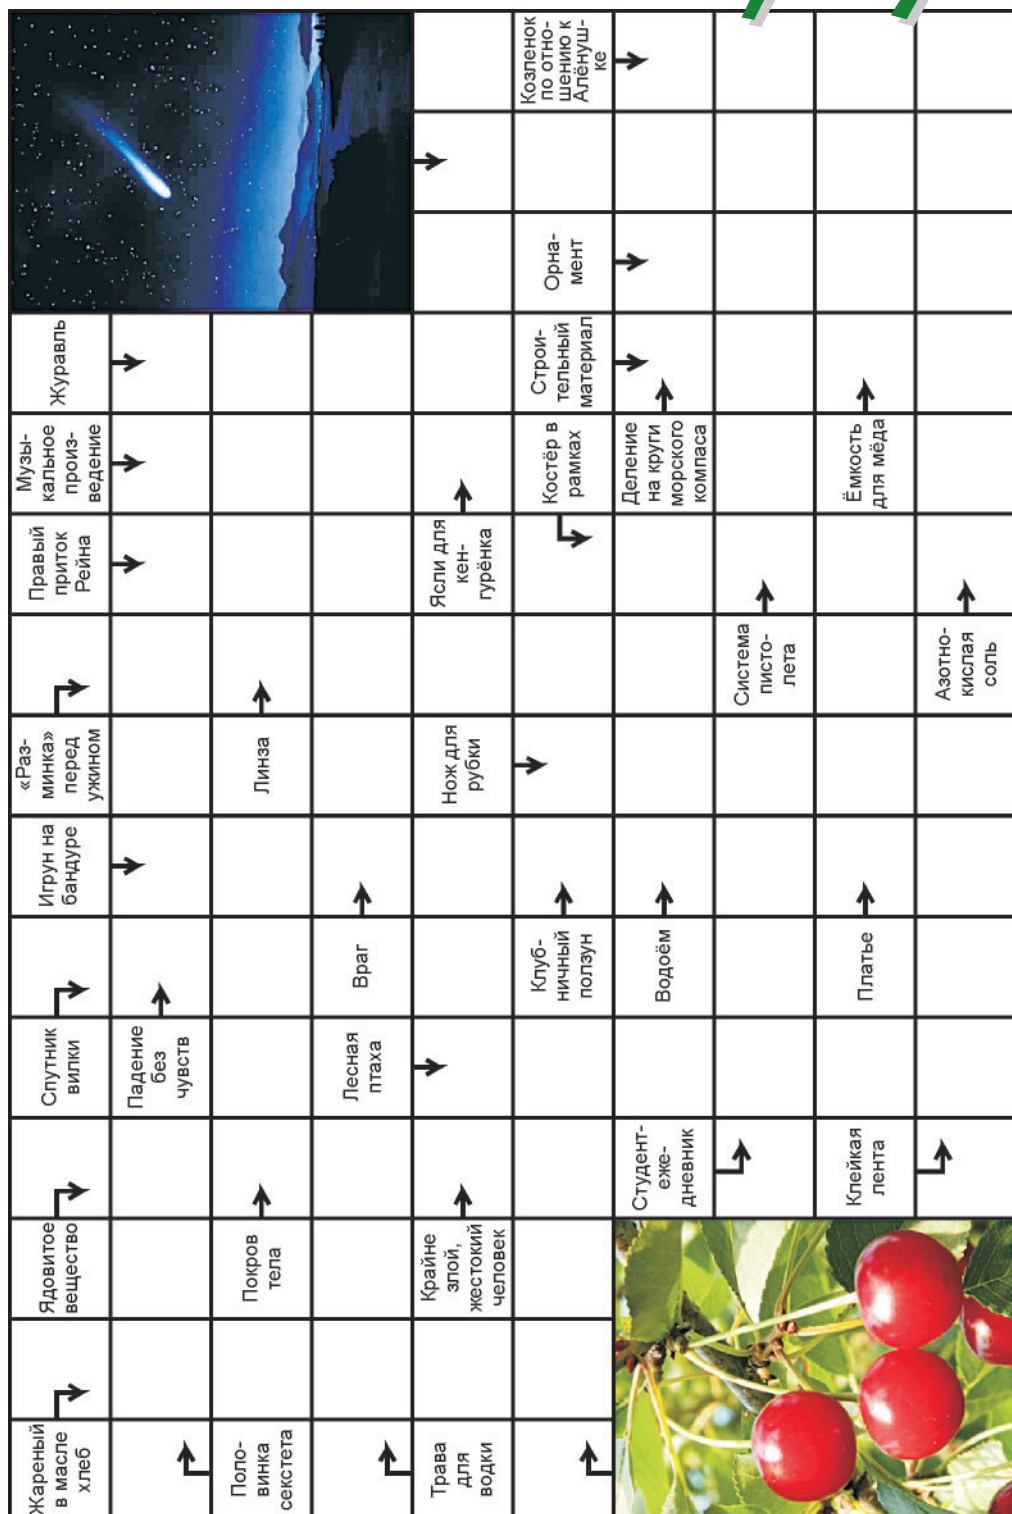 Жареный
в масле
хлеб
Ядовитое
вещество
Спутник
вилки
Игрун на
бандуре
«Раз-
минка»
перед
ужином
Правый
приток
Рейна
Музы-
кальное
произ-
ведение
Журавль
Падение
без
чувств
Поло-
винка
секстета
Покров
тела
Линза
Лесная
птаха
Враг
Трава
для
водки
Крайне
злой,
жестокий
человек
Нож для
рубки
Ясли для
кен-
гурёнка
Клуб-
ничный
ползун
Костёр в
рамках
Строи-
тельный
материал
Орна-
мент
Козленок
по отно-
шению к
Алёнуш-
ке
Студент-
еже-
дневник
Водоём
Деление
на круги
морского
компаса
Система
писто-
лета
Клейкая
лента
Платье
Ёмкость
для мёда
Азотно-
кислая
соль